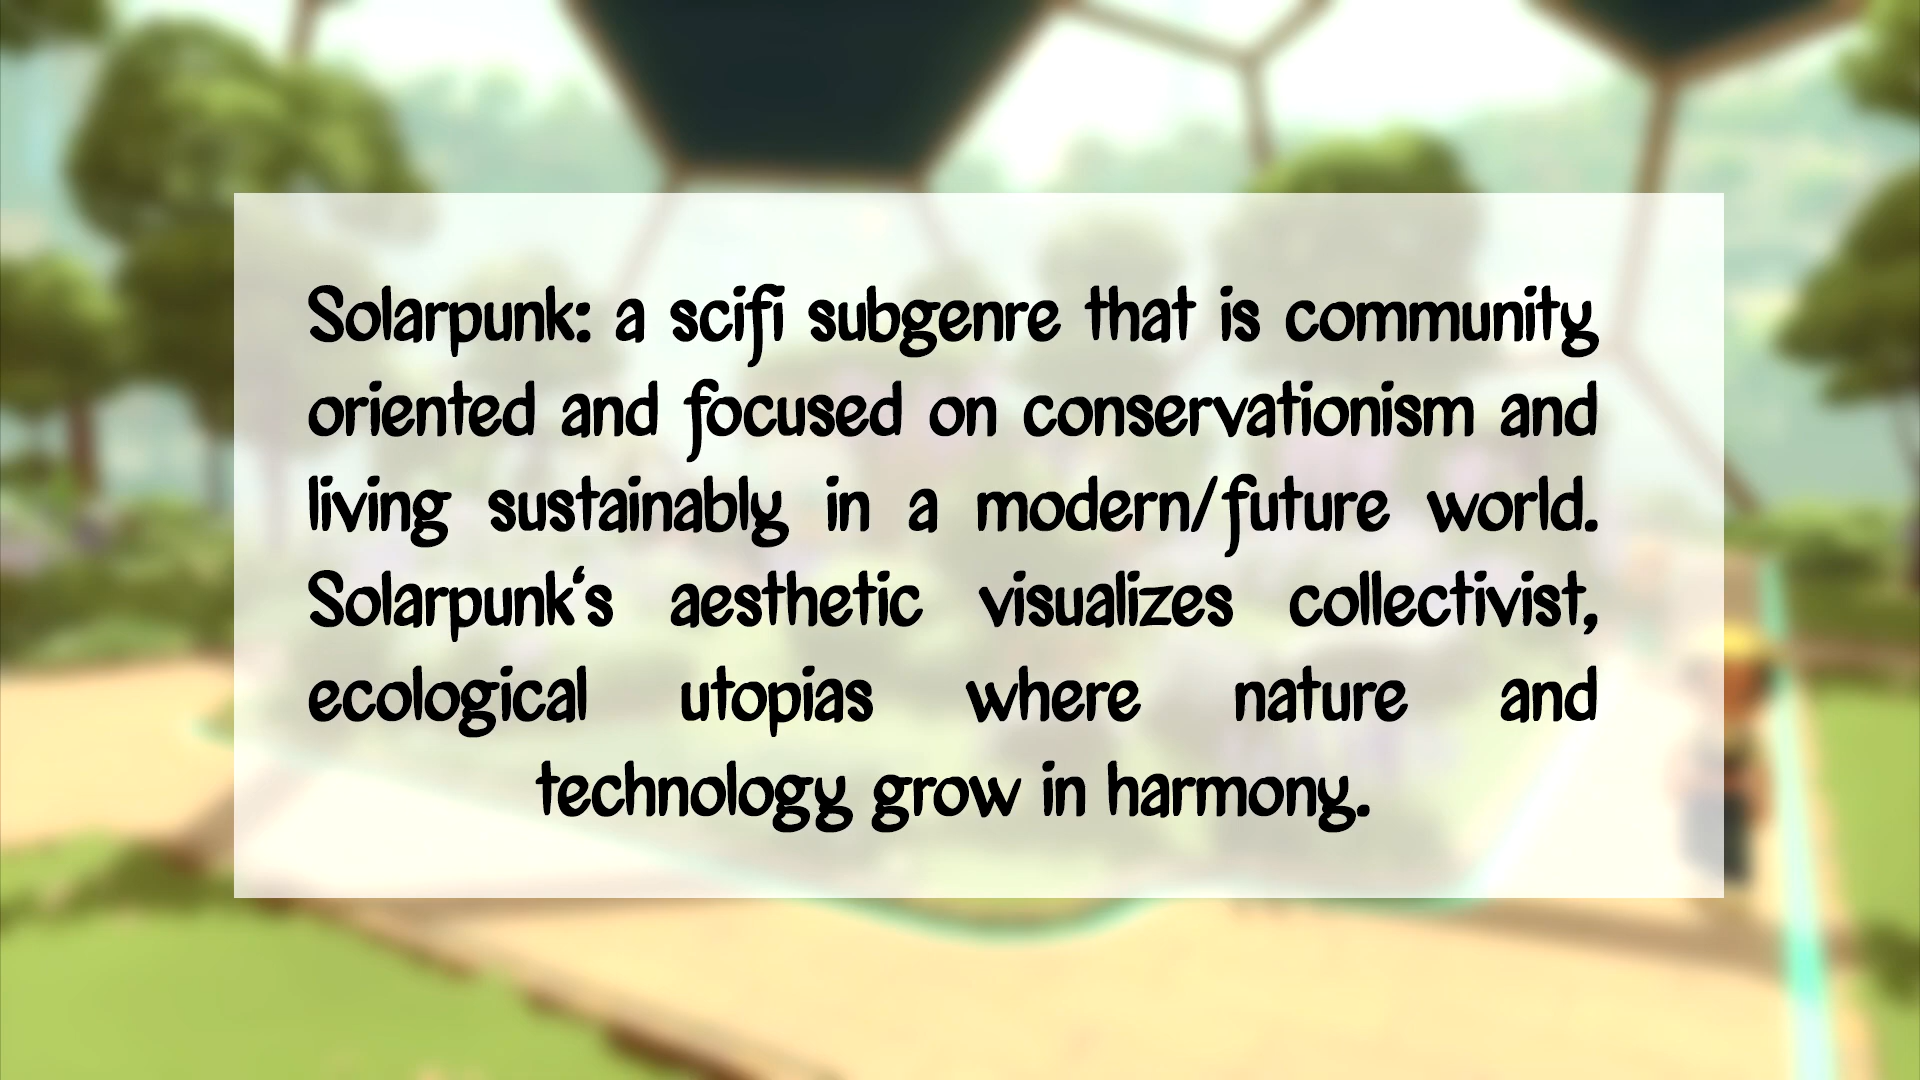 Solarpunk: a scifi subgenre that is community
oriented and focused on conservationism and
living sustainably in a modern/future world.
Solarpunk‘s aesthetic visualizes collectivist,
ecological utopias where nature and
technology grow in harmony.